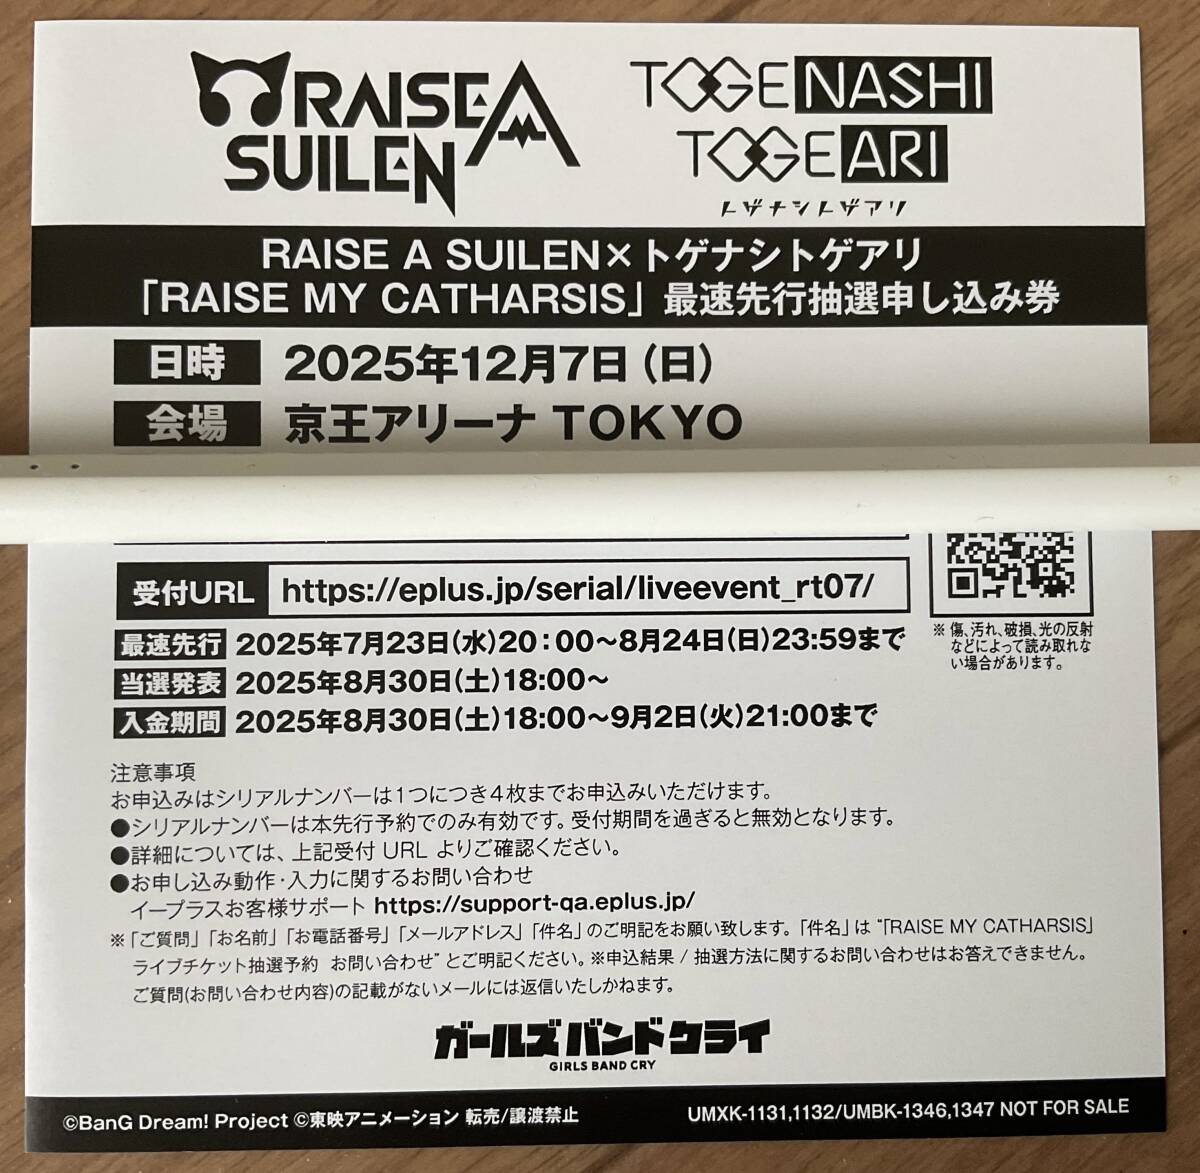 RAISE A
SUILEN
TOGENASHI
TOGEARI
トゲナシトゲアリ
RAISE A SUILEN×トゲナシトゲアリ
「RAISE MY CATHARSIS」最速先行抽選申し込み券
日時 2025年12月7日(日)
会場 京王アリーナ TOKYO
受付URL https://eplus.jp/serial/liveevent_rt07/
※傷、汚れ、破損、光の反射
などによって読み取れな
い場合があります。
最速先行 2025年7月23日(水)20:00～8月24日(日)23:59まで
当選発表 2025年8月30日(土)18:00～
入金期間 2025年8月30日(土)18:00～9月2日(火)21:00まで
注意事項
お申込みはシリアルナンバーは1つにつき4枚までお申込みいただけます。
●シリアルナンバーは本先行予約でのみ有効です。受付期間を過ぎると無効となります。
●詳細については、上記受付 URL よりご確認ください。
●お申し込み動作・入力に関するお問い合わせ
イープラスお客様サポート https://support-qa.eplus.jp/
※「ご質問」「お名前」「お電話番号」「メールアドレス」「件名」のご明記をお願い致します。「件名」は “「RAISE MY CATHARSIS」
ライブチケット抽選予約 お問い合わせ” とご明記ください。※申込結果 / 抽選方法に関するお問い合わせはお答えできません。
ご質問(お問い合わせ内容)の記載がないメールには返信いたしかねます。
ガールズバンドクライ
GIRLS BAND CRY
©BanG Dream! Project ©東映アニメーション 転売/譲渡禁止
UMXK-1131,1132/UMBK-1346,1347 NOT FOR SALE